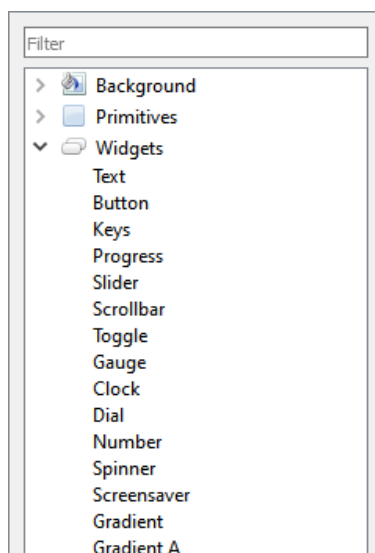 Filter
Background
Primitives
Widgets
Text
Button
Keys
Progress
Slider
Scrollbar
Toggle
Gauge
Clock
Dial
Number
Spinner
Screensaver
Gradient
Gradient A